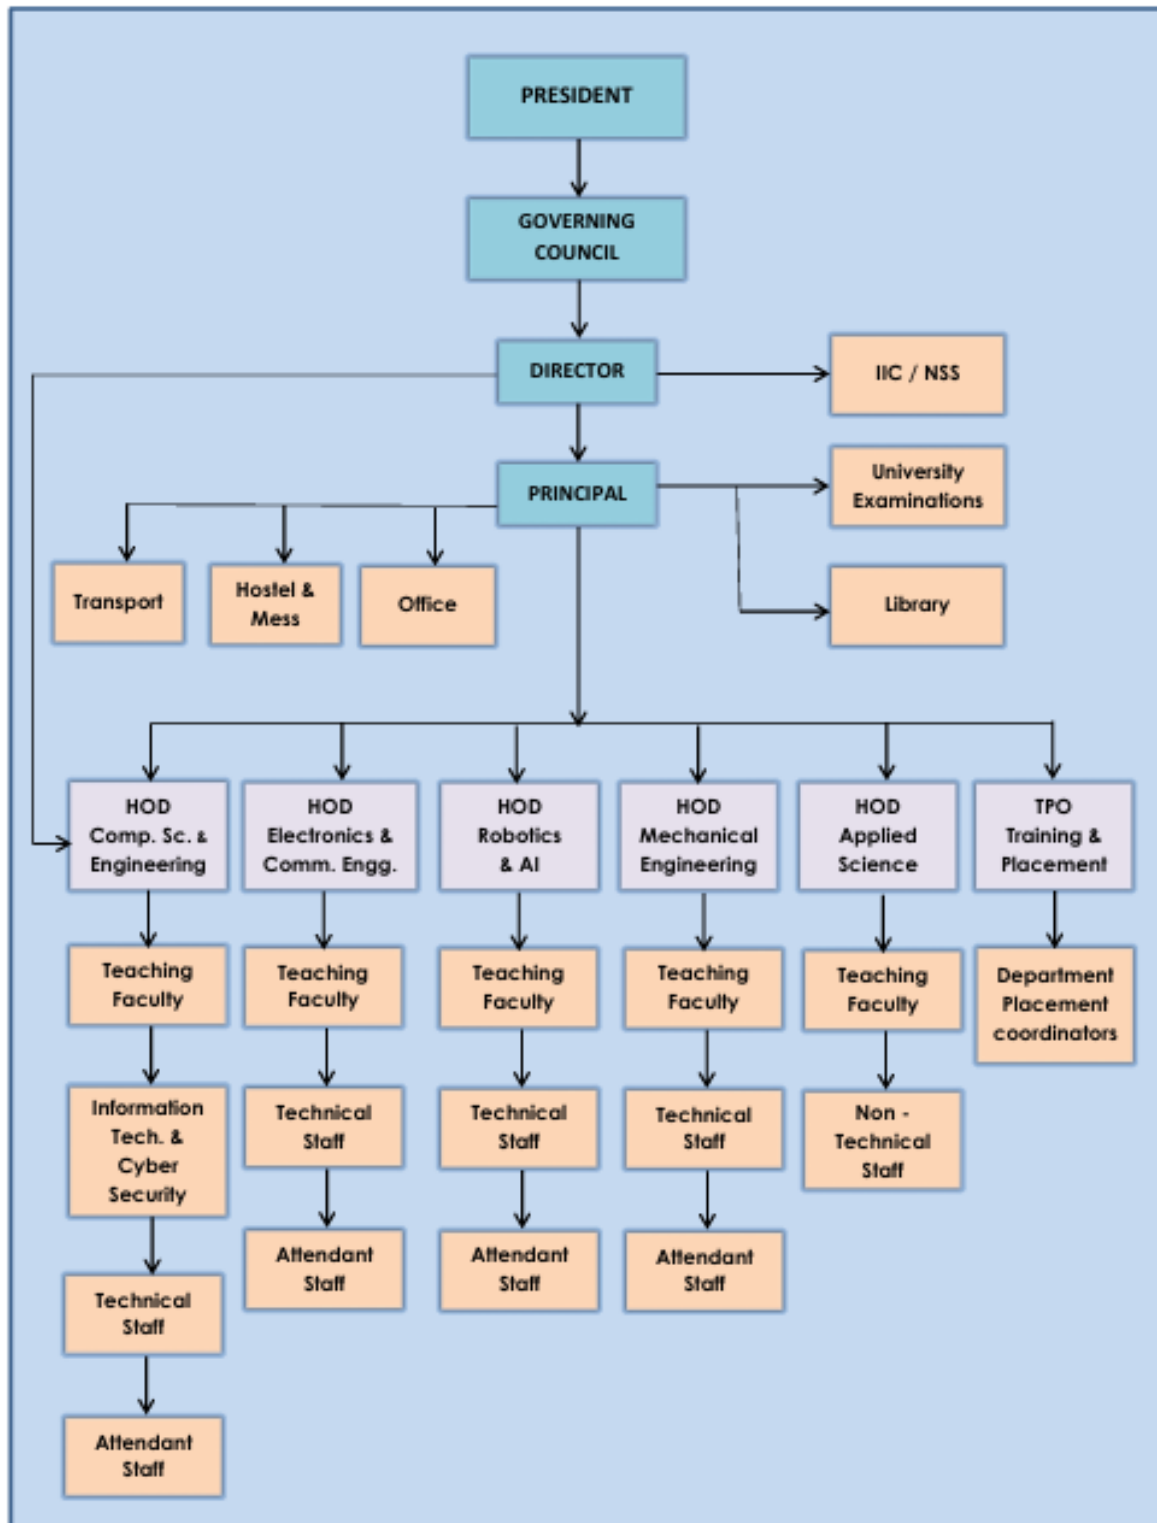 PRESIDENT
GOVERNING
COUNCIL
DIRECTOR
IIC / NSS
PRINCIPAL
University
Examinations
Transport
Hostel &
Mess
Office
Library
HOD
Comp. Sc. &
Engineering
HOD
Electronics &
Comm. Engg.
HOD
Robotics
& AI
HOD
Mechanical
Engineering
HOD
Applied
Science
TPO
Training &
Placement
Teaching
Faculty
Teaching
Faculty
Teaching
Faculty
Teaching
Faculty
Teaching
Faculty
Department
Placement
coordinators
Information
Tech. &
Cyber
Security
Technical
Staff
Technical
Staff
Technical
Staff
Non -
Technical
Staff
Attendant
Staff
Attendant
Staff
Attendant
Staff
Technical
Staff
Attendant
Staff